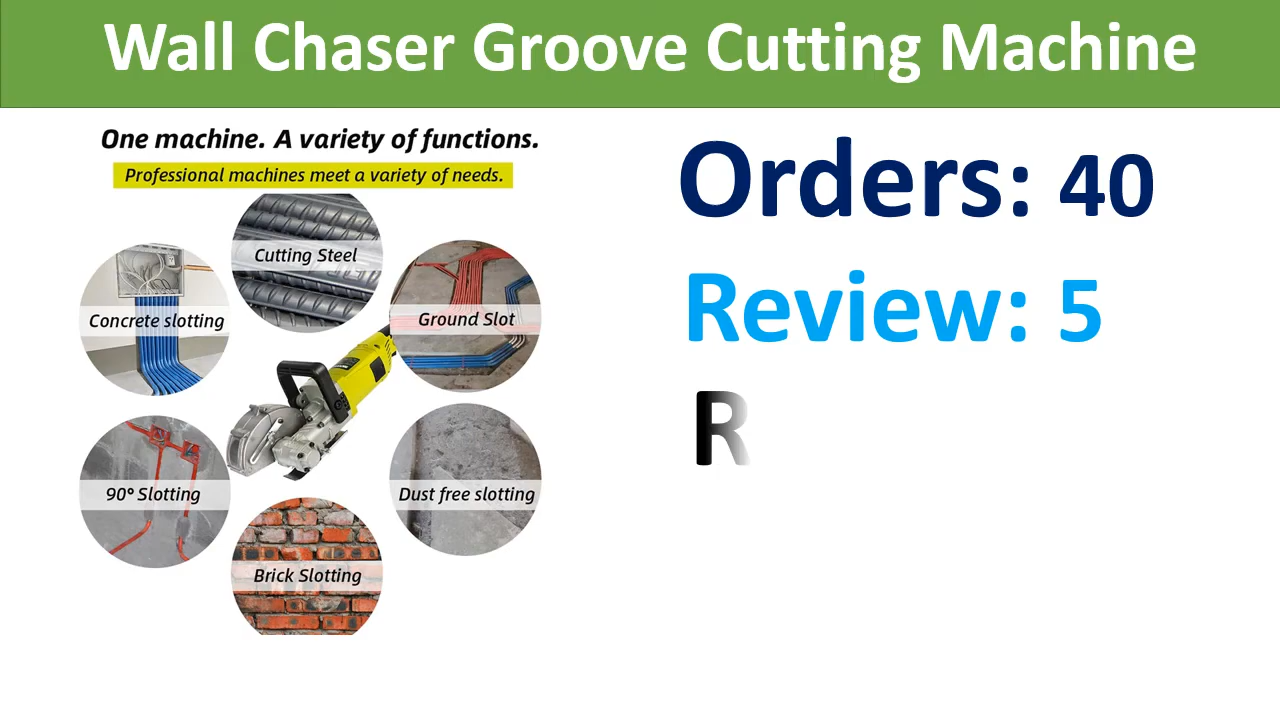 Wall Chaser Groove Cutting Machine
One machine. A variety of functions.
Professional machines meet a variety of needs.
Cutting Steel
Concrete slotting
Ground Slot
90° Slotting
Dust free slotting
Brick Slotting
Orders: 40
Review: 5
R